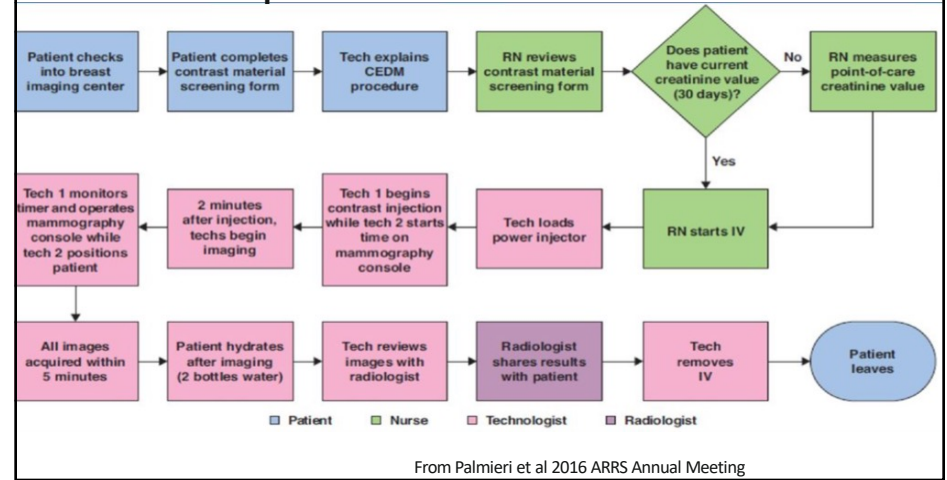 Patient checks
into breast
imaging center
Patient completes
contrast material
screening form
Tech explains
CEDM
procedure
RN reviews
contrast material
screening form
Does patient
have current
creatinine value
(30 days)?
No
RN measures
point-of-care
creatinine value
Yes
RN starts IV
Tech loads
power injector
Tech 1 begins
contrast injection
while tech 2 starts
time on
mammography
console
2 minutes
after injection,
techs begin
imaging
Tech 1 monitors
timer and operates
mammography
console while
tech 2 positions
patient
All images
acquired within
5 minutes
Patient hydrates
after imaging
(2 bottles water)
Tech reviews
images with
radiologist
Radiologist
shares results
with patient
Tech
removes
IV
Patient
leaves
Patient
Nurse
Technologist
Radiologist
From Palmieri et al 2016 ARRS Annual Meeting